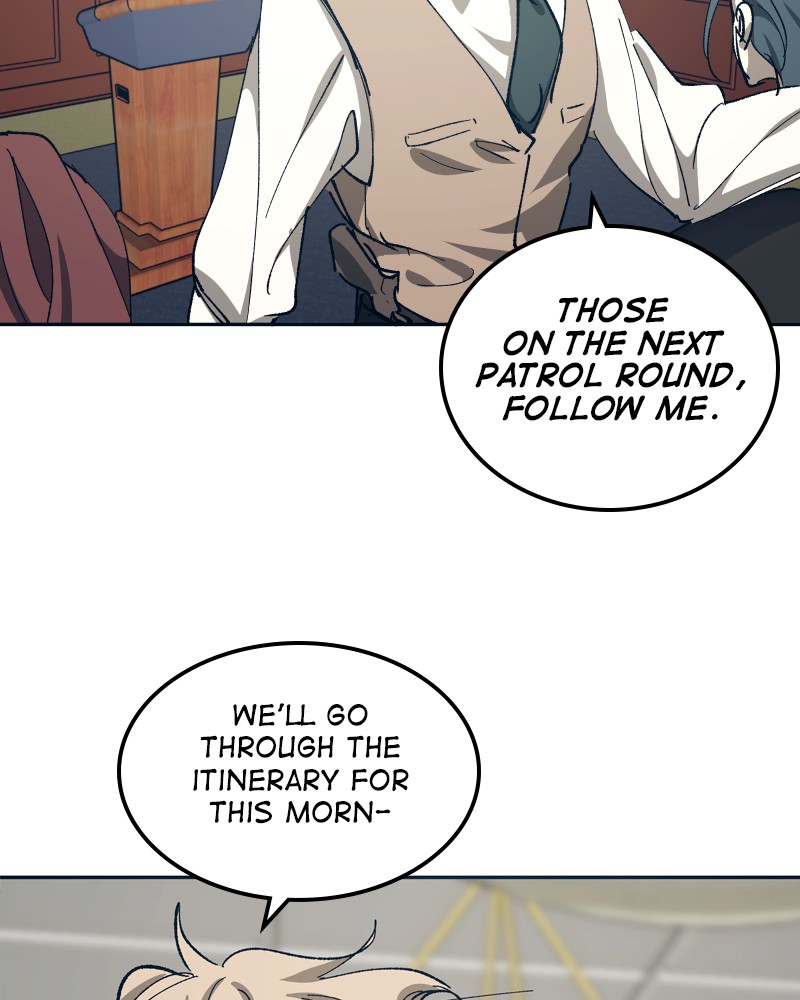 THOSE
ON THE NEXT
PATROL ROUND,
FOLLOW ME.
WE'LL GO
THROUGH THE
ITINERARY FOR
THIS MORN-